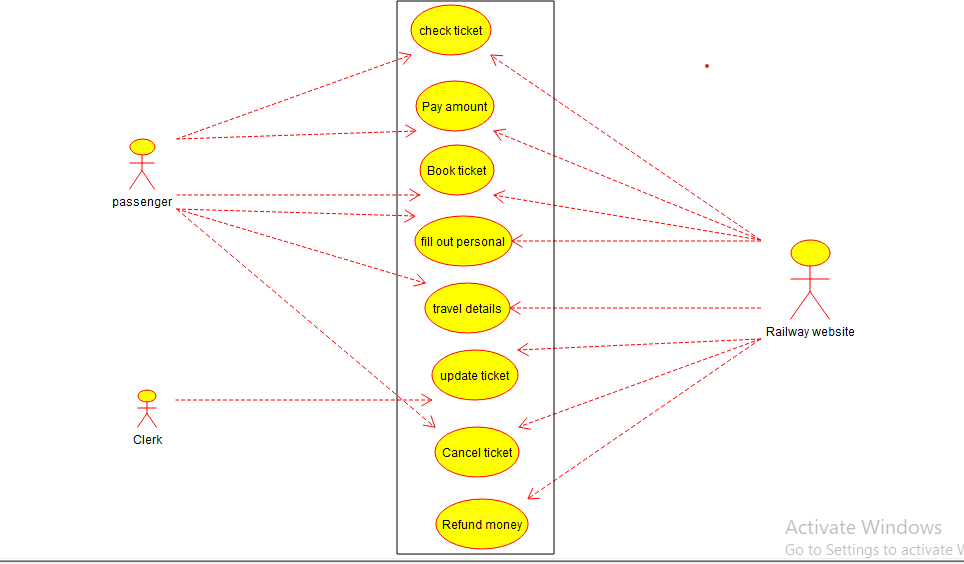 check ticket
Pay amount
Book ticket
passenger
fill out personal
travel details
Railway website
update ticket
Clerk
Cancel ticket
Refund money
Activate Windows
Go to Settings to activate W